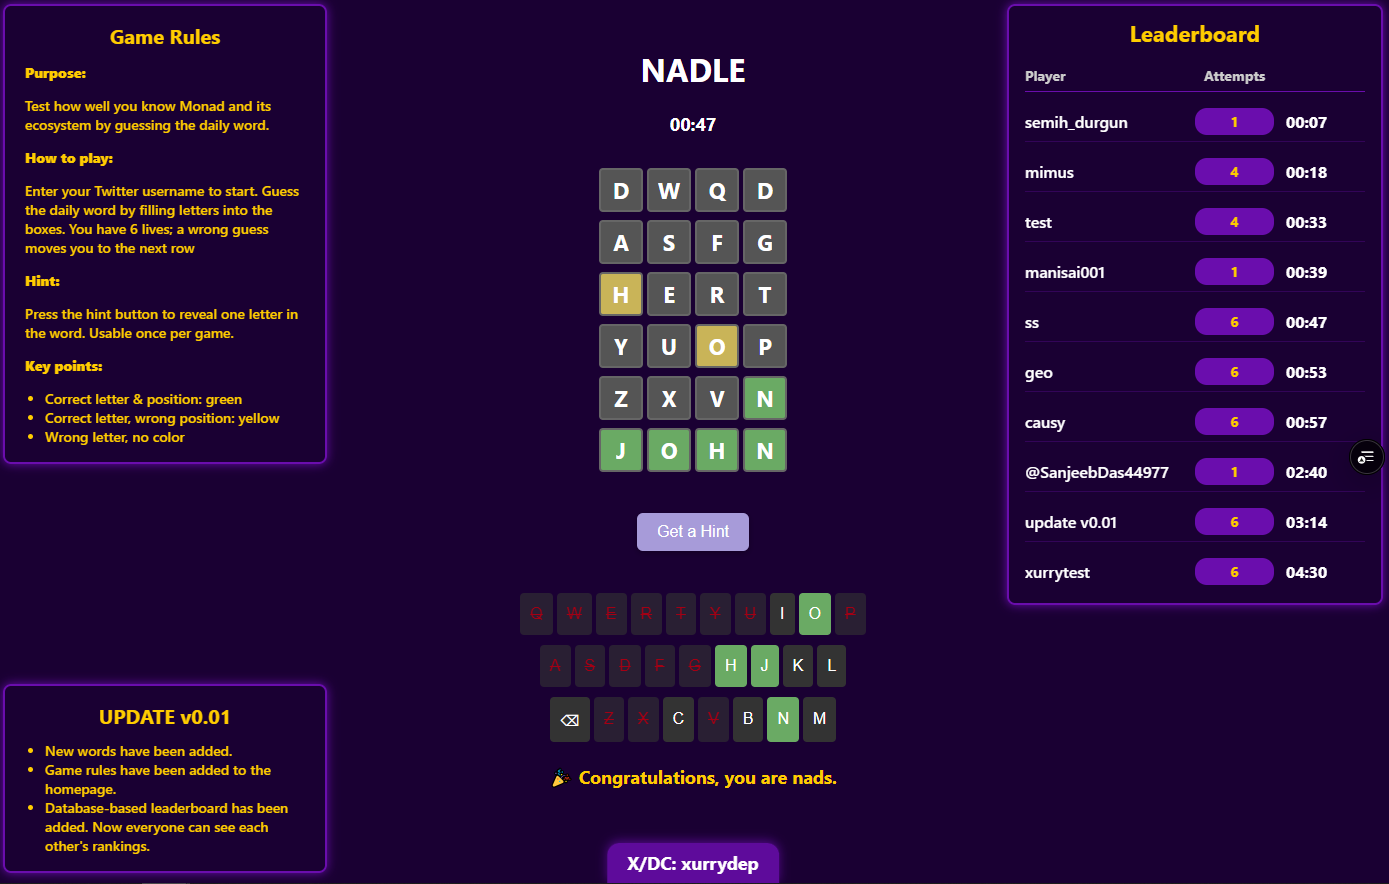 Game Rules
Purpose:
Test how well you know Monad and its
ecosystem by guessing the daily word.
How to play:
Enter your Twitter username to start. Guess
the daily word by filling letters into the
boxes. You have 6 lives; a wrong guess
moves you to the next row
Hint:
Press the hint button to reveal one letter in
the word. Usable once per game.
Key points:
• Correct letter & position: green
• Correct letter, wrong position: yellow
• Wrong letter, no color
UPDATE v0.01
• New words have been added.
• Game rules have been added to the
homepage.
• Database-based leaderboard has been
added. Now everyone can see each
other's rankings.
NADLE
00:47
D W Q D
A S F G
H E R T
Y U O P
Z X V N
J O H N
Get a Hint
Q W E R T Y U I O P
A S D F G H J K L
⌫ Z X C V B N M
🎉 Congratulations, you are nads.
X/DC: xurrydep
Leaderboard
Player Attempts
semih_durgun 1 00:07
mimus 4 00:18
test 4 00:33
manisai001 1 00:39
ss 6 00:47
geo 6 00:53
causy 6 00:57
@SanjeebDas44977 1 02:40
update v0.01 6 03:14
xurrytest 6 04:30